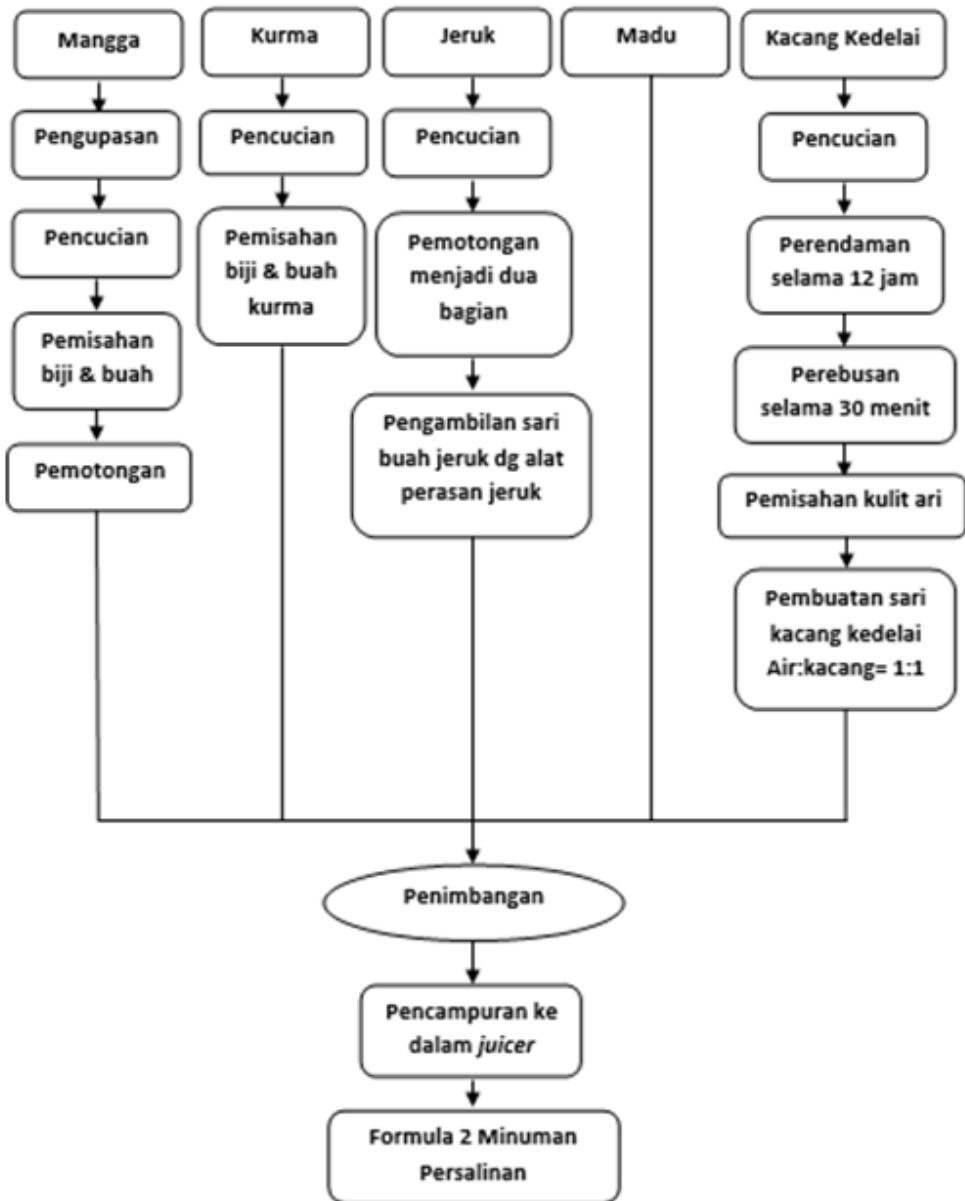 Mangga
Kurma
Jeruk
Madu
Kacang Kedelai
Pengupasan
Pencucian
Pemisahan
biji & buah
Pemotongan
Pencucian
Pemisahan
biji & buah
kurma
Pencucian
Pemotongan
menjadi dua
bagian
Pengambilan sari
buah jeruk dg alat
perasan jeruk
Pencucian
Perendaman
selama 12 jam
Perebusan
selama 30 menit
Pemisahan kulit ari
Pembuatan sari
kacang kedelai
Air:kacang= 1:1
Penimbangan
Pencampuran ke
dalam juicer
Formula 2 Minuman
Persalinan